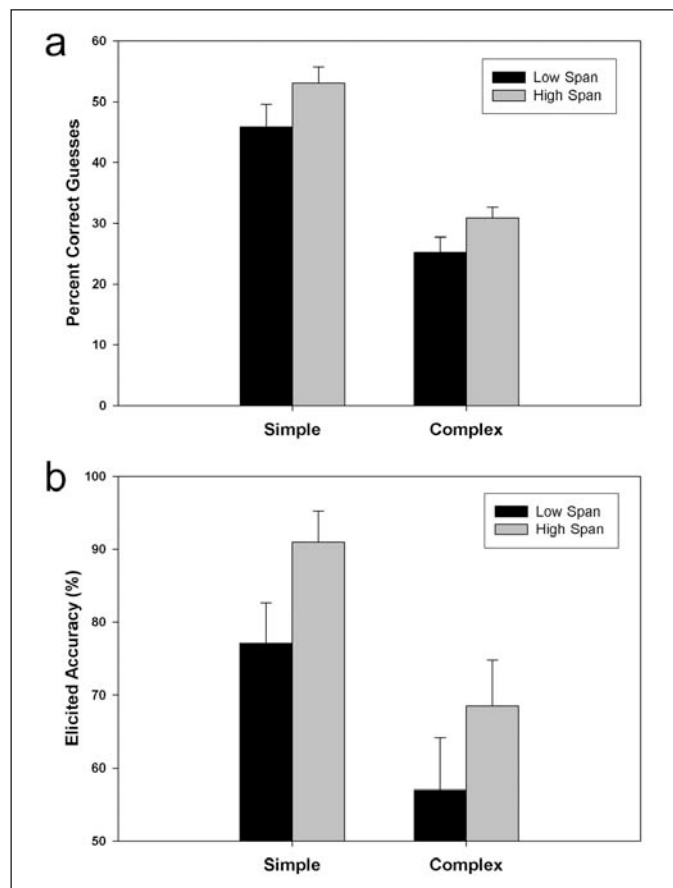 a
60
50
40
30
20
10
0
Percent Correct Guesses
Low Span
High Span
Simple Complex
b
100
90
80
70
60
50
Elicited Accuracy (%)
Low Span
High Span
Simple Complex